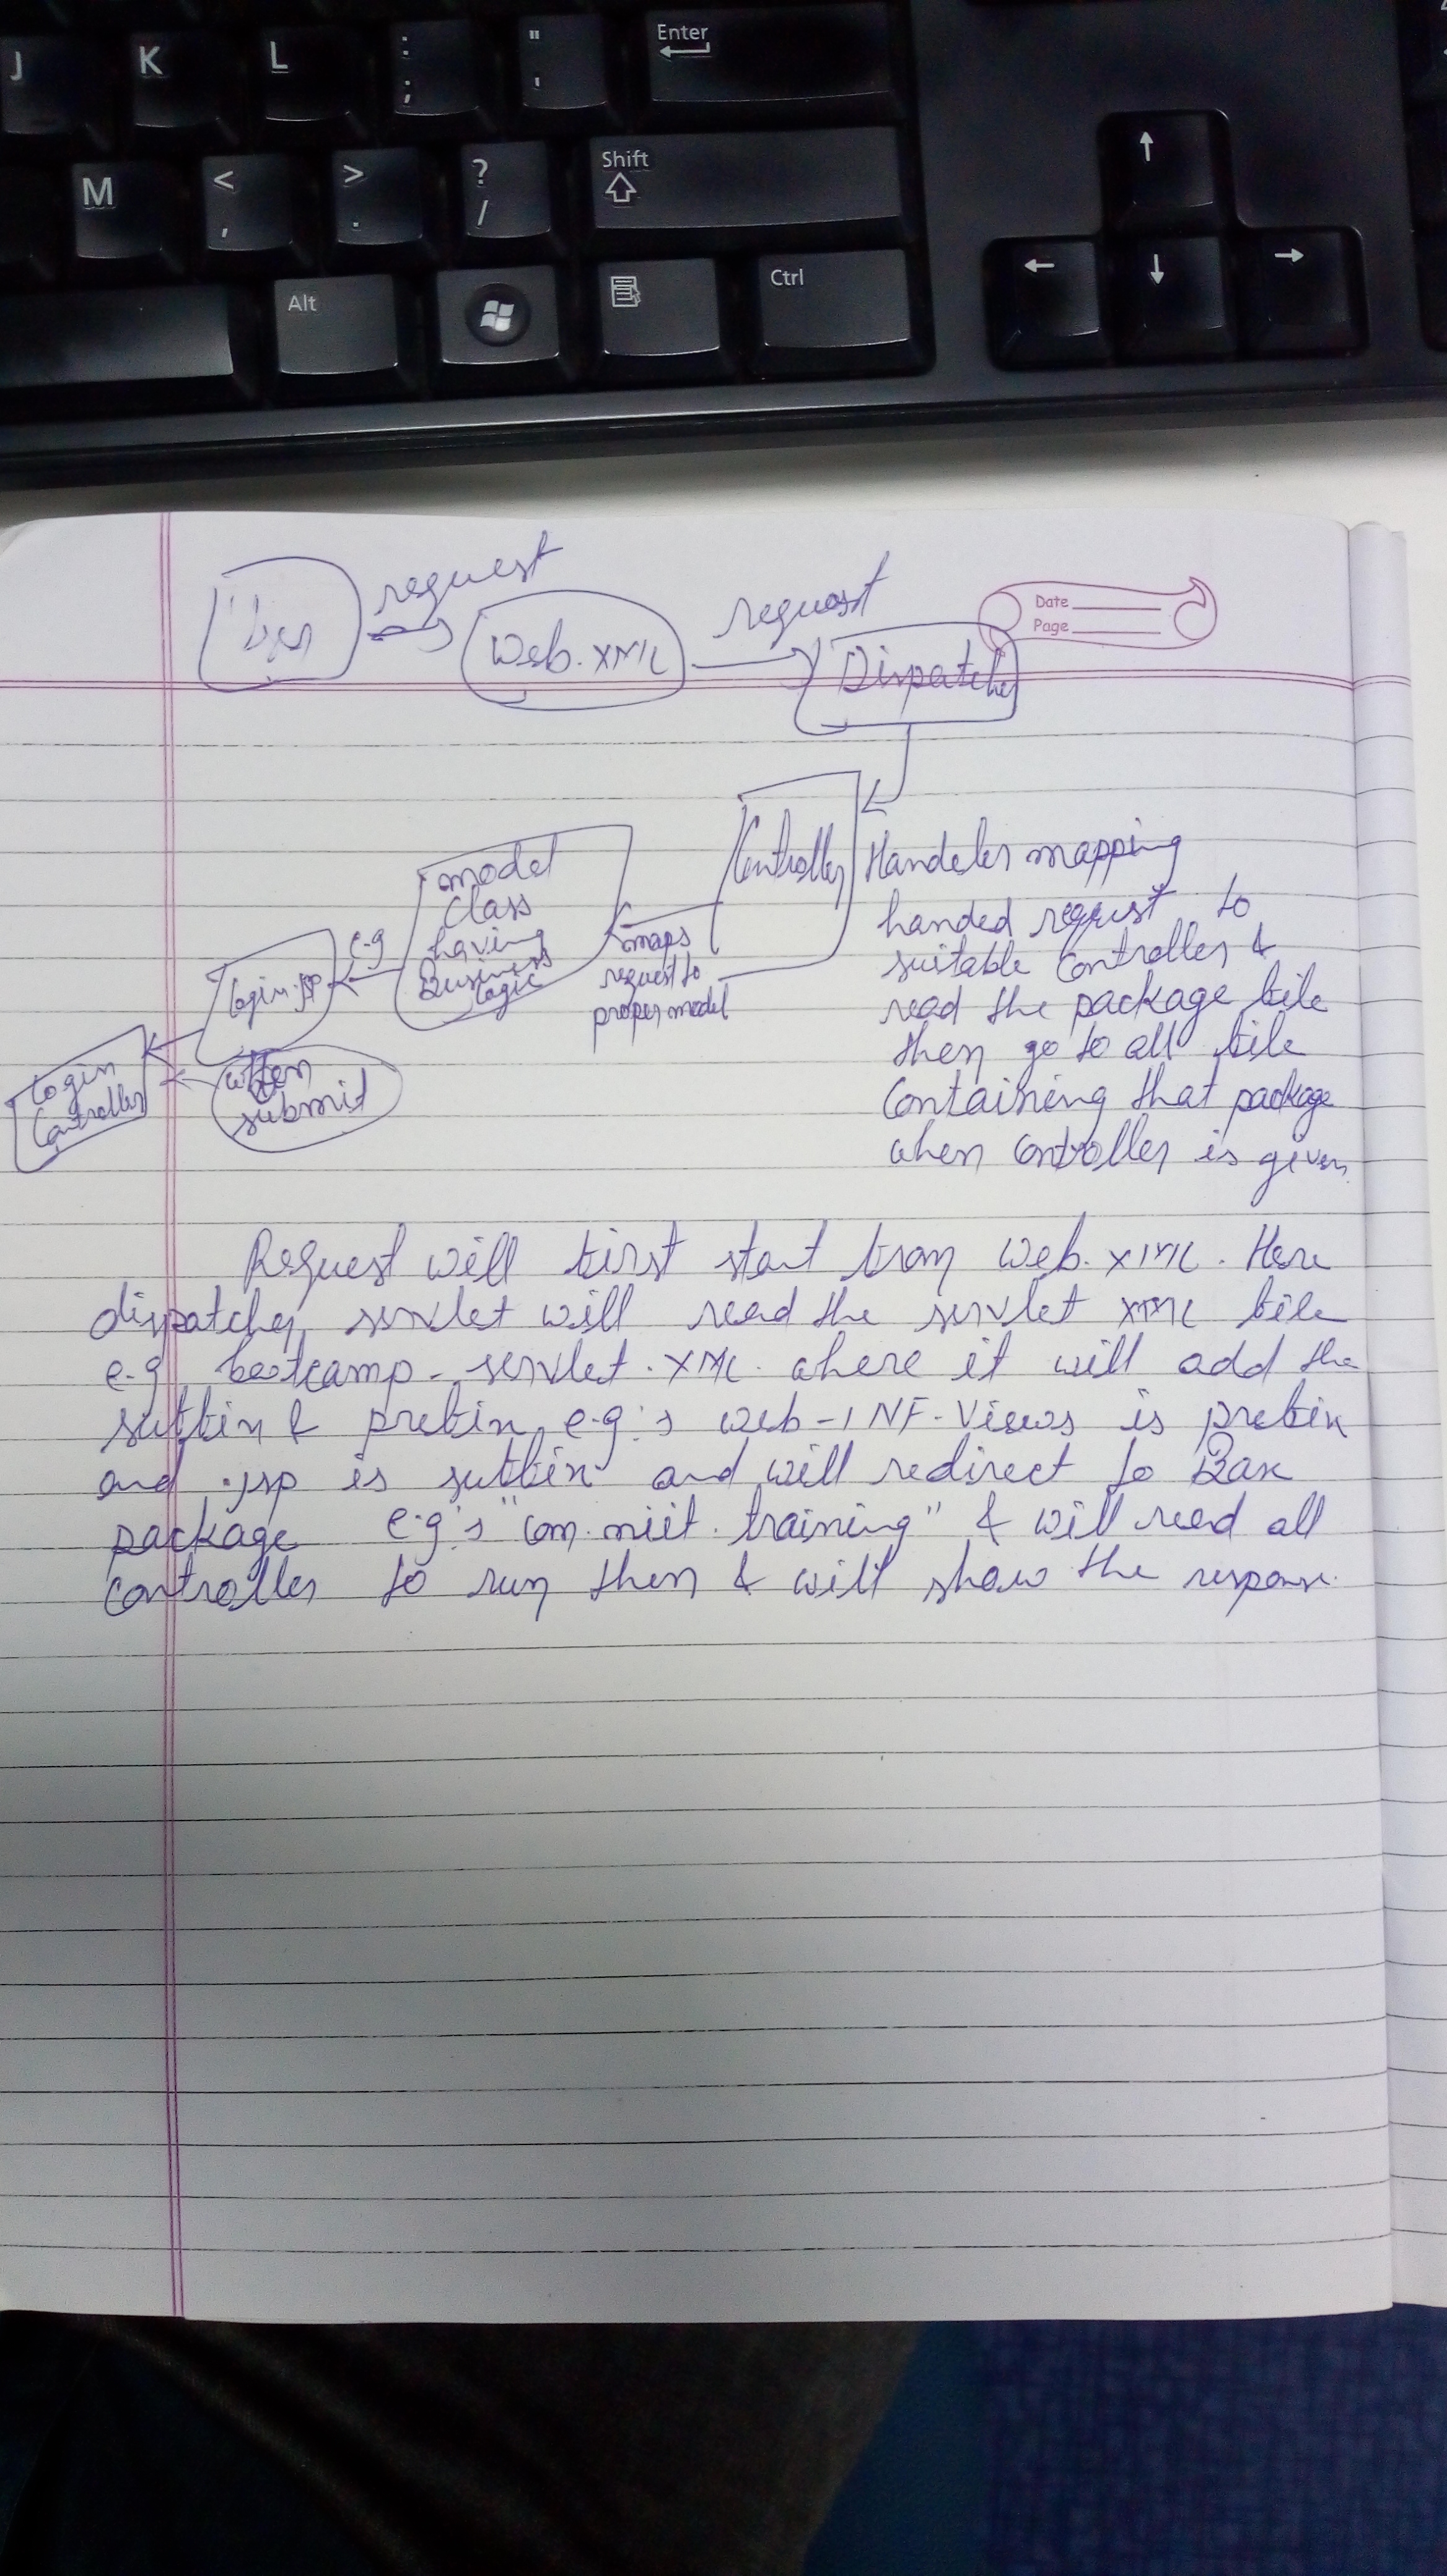 J K L : ; " ' Enter
M < , > . ? / Shift
Alt Ctrl
request
User
Web.XML
request
Dispatcher
Date
Page
Controller
Handeler mapping
handed request to
suitable Controller &
read the package file
then go to all file
Containing that package
when Controller is given
maps
request to
proper model
model
class
having
Business
logic
e-g
login.jsp
when
submit
login
Controller
Request will first start from Web.XML. Here
dispatcher servlet will read the servlet XML file
e-g bootcamp-servlet.XML where it will add the
suffix & prefix e-g's web-INF-Views is prefix
and .jsp is suffix and will redirect to Base
package e.g's "com.niit.training" & will read all
Controller to run then & will show the response.